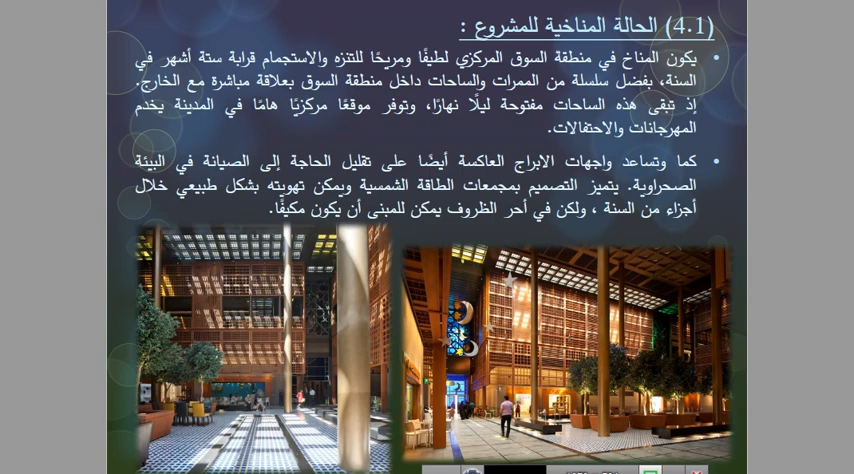 (4.1) الحالة المناخية للمشروع :
• يكون المناخ في منطقة السوق المركزي لطيفًا ومريحًا للتنزه والاستجمام قرابة ستة أشهر في
السنة، بفضل سلسلة من الممرات والساحات داخل منطقة السوق بعلاقة مباشرة مع الخارج.
إذ تبقى هذه الساحات مفتوحة ليلًا نهارًا، وتوفر موقعًا مركزيًا هامًا في المدينة يخدم
المهرجانات والاحتفالات.
• كما وتساعد واجهات الابراج العاكسة أيضًا على تقليل الحاجة إلى الصيانة في البيئة
الصحراوية. يتميز التصميم بمجمعات الطاقة الشمسية ويمكن تهويته بشكل طبيعي خلال
أجزاء من السنة ، ولكن في أحر الظروف يمكن للمبنى أن يكون مكيفًا.